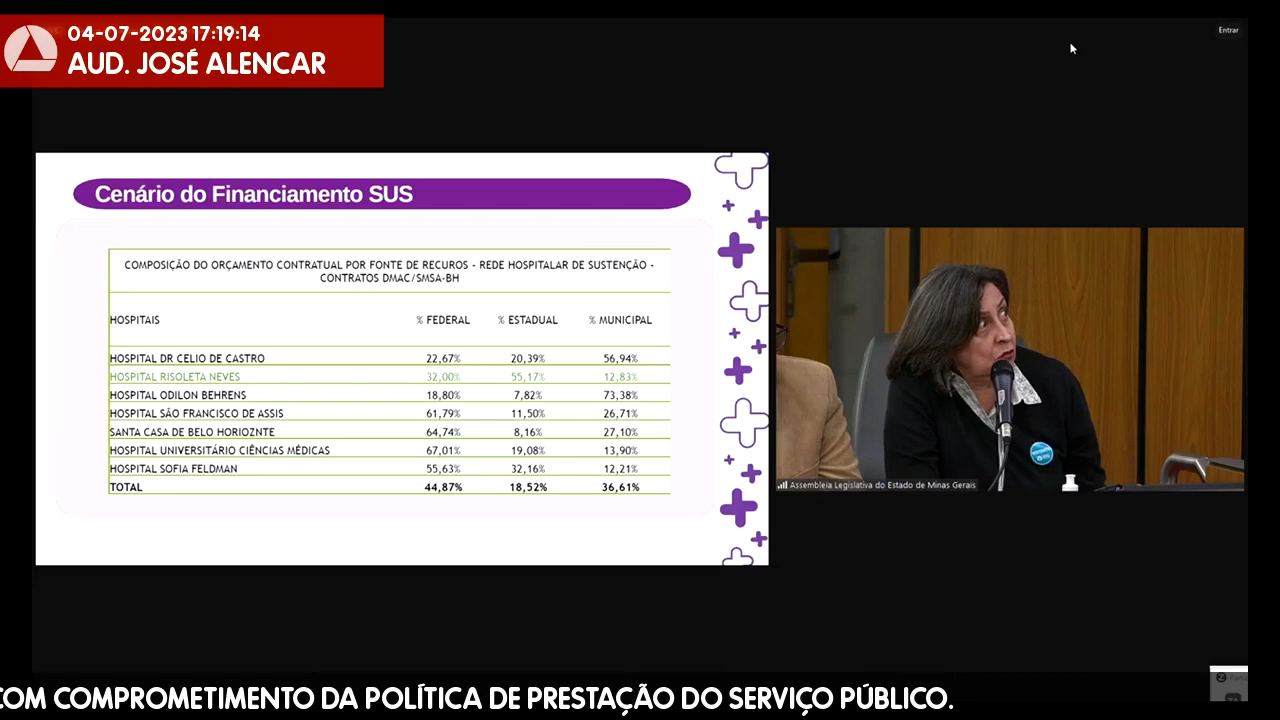 04-07-2023 17:19:14
AUD. JOSÉ ALENCAR
Entrar
Cenário do Financiamento SUS
COMPOSIÇÃO DO ORÇAMENTO CONTRATUAL POR FONTE DE RECUROS - REDE HOSPITALAR DE SUSTENÇÃO -
CONTRATOS DMAC/SMSA-BH
HOSPITAIS % FEDERAL % ESTADUAL % MUNICIPAL
HOSPITAL DR CELIO DE CASTRO 22,67% 20,39% 56,94%
HOSPITAL RISOLETA NEVES 32,00% 55,17% 12,83%
HOSPITAL ODILON BEHRENS 18,80% 7,82% 73,38%
HOSPITAL SÃO FRANCISCO DE ASSIS 61,79% 11,50% 26,71%
SANTA CASA DE BELO HORIOZNTE 64,74% 8,16% 27,10%
HOSPITAL UNIVERSITÁRIO CIÊNCIAS MÉDICAS 67,01% 19,08% 13,90%
HOSPITAL SOFIA FELDMAN 55,63% 32,16% 12,21%
TOTAL 44,87% 18,52% 36,61%
Assembleia Legislativa do Estado de Minas Gerais
COM COMPROMETIMENTO DA POLÍTICA DE PRESTAÇÃO DO SERVIÇO PÚBLICO.